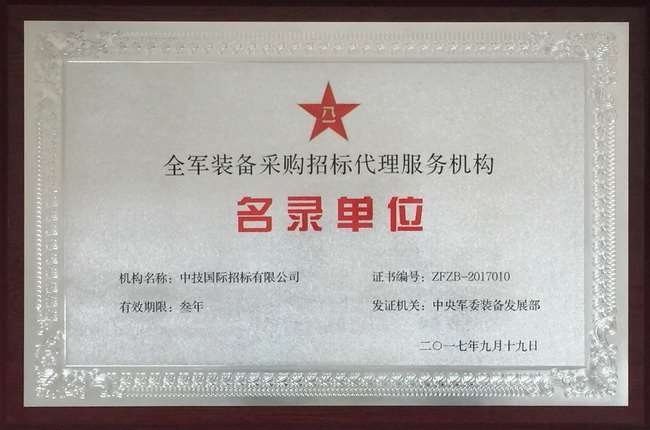 八一
全军装备采购招标代理服务机构
名录单位
机构名称：中技国际招标有限公司
证书编号：ZFZB-2017010
有效期限：叁年
发证机关：中央军委装备发展部
二〇一七年九月十九日